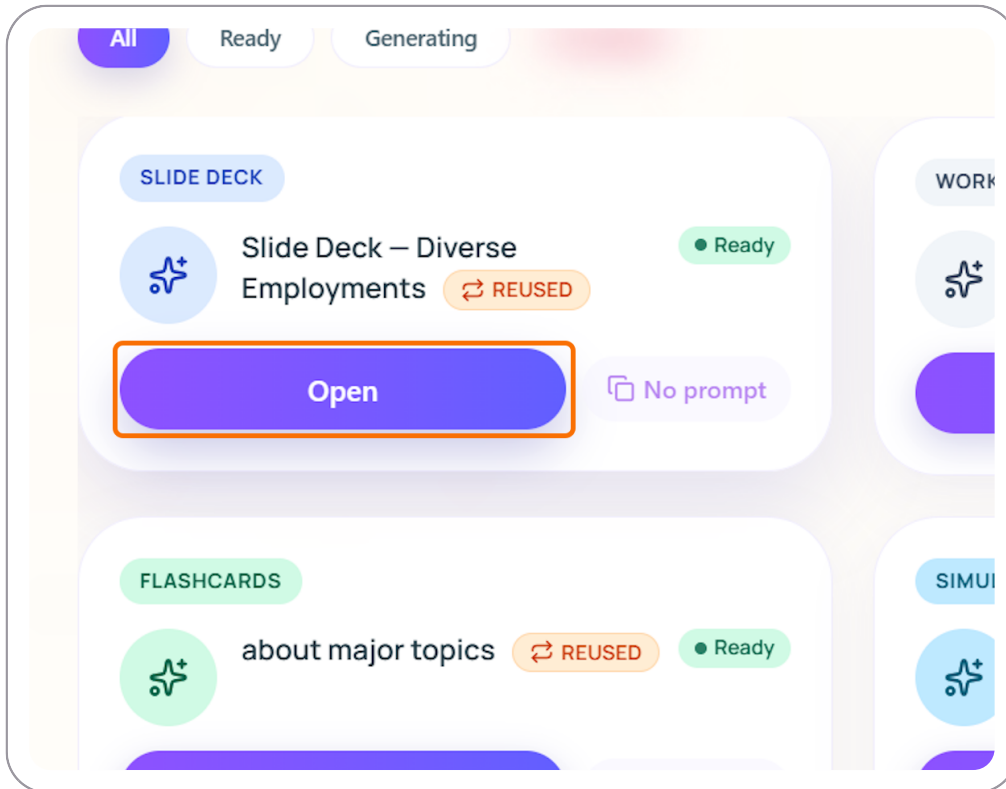 All
Ready
Generating
SLIDE DECK
Slide Deck — Diverse
Employments
REUSED
Ready
Open
No prompt
WORK
FLASHCARDS
about major topics
REUSED
Ready